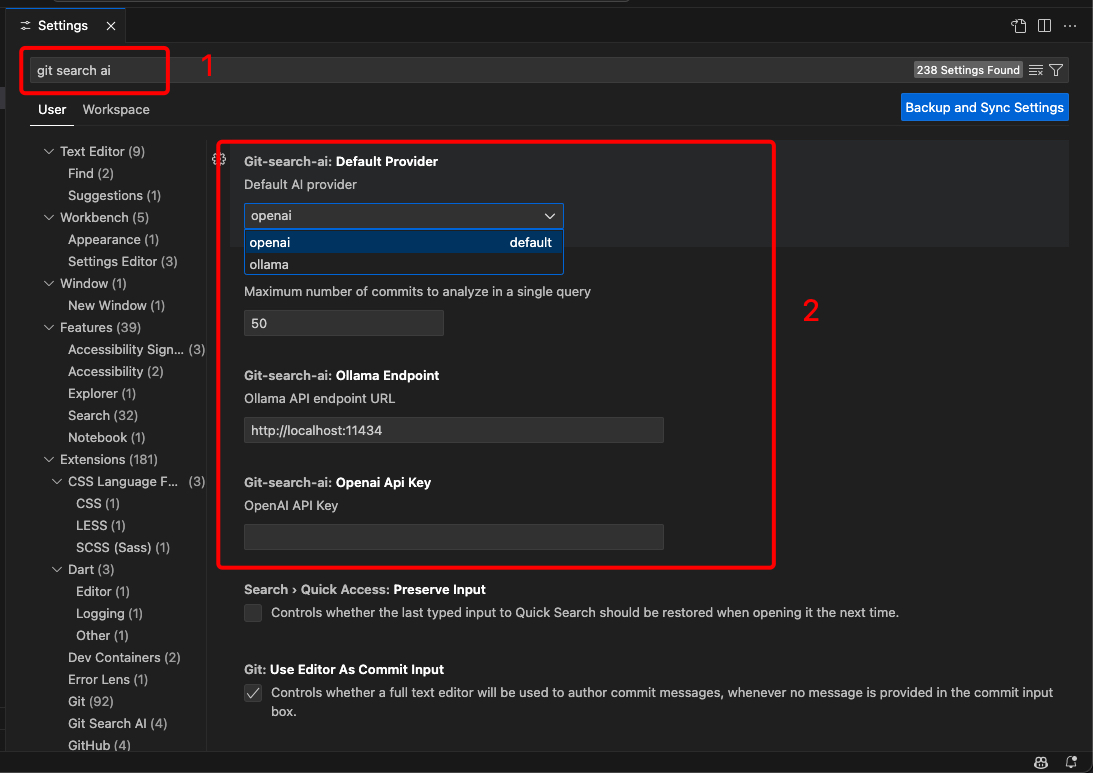 Settings
git search ai
1
238 Settings Found
User
Workspace
Backup and Sync Settings
Text Editor (9)
Find (2)
Suggestions (1)
Workbench (5)
Appearance (1)
Settings Editor (3)
Window (1)
New Window (1)
Features (39)
Accessibility Sign... (3)
Accessibility (2)
Explorer (1)
Search (32)
Notebook (1)
Extensions (181)
CSS Language F... (3)
CSS (1)
LESS (1)
SCSS (Sass) (1)
Dart (3)
Editor (1)
Logging (1)
Other (1)
Dev Containers (2)
Error Lens (1)
Git (92)
Git Search AI (4)
GitHub (4)
Git-search-ai: Default Provider
Default AI provider
openai
openai default
ollama
Maximum number of commits to analyze in a single query
50
2
Git-search-ai: Ollama Endpoint
Ollama API endpoint URL
http://localhost:11434
Git-search-ai: Openai Api Key
OpenAI API Key
Search › Quick Access: Preserve Input
Controls whether the last typed input to Quick Search should be restored when opening it the next time.
Git: Use Editor As Commit Input
Controls whether a full text editor will be used to author commit messages, whenever no message is provided in the commit input
box.